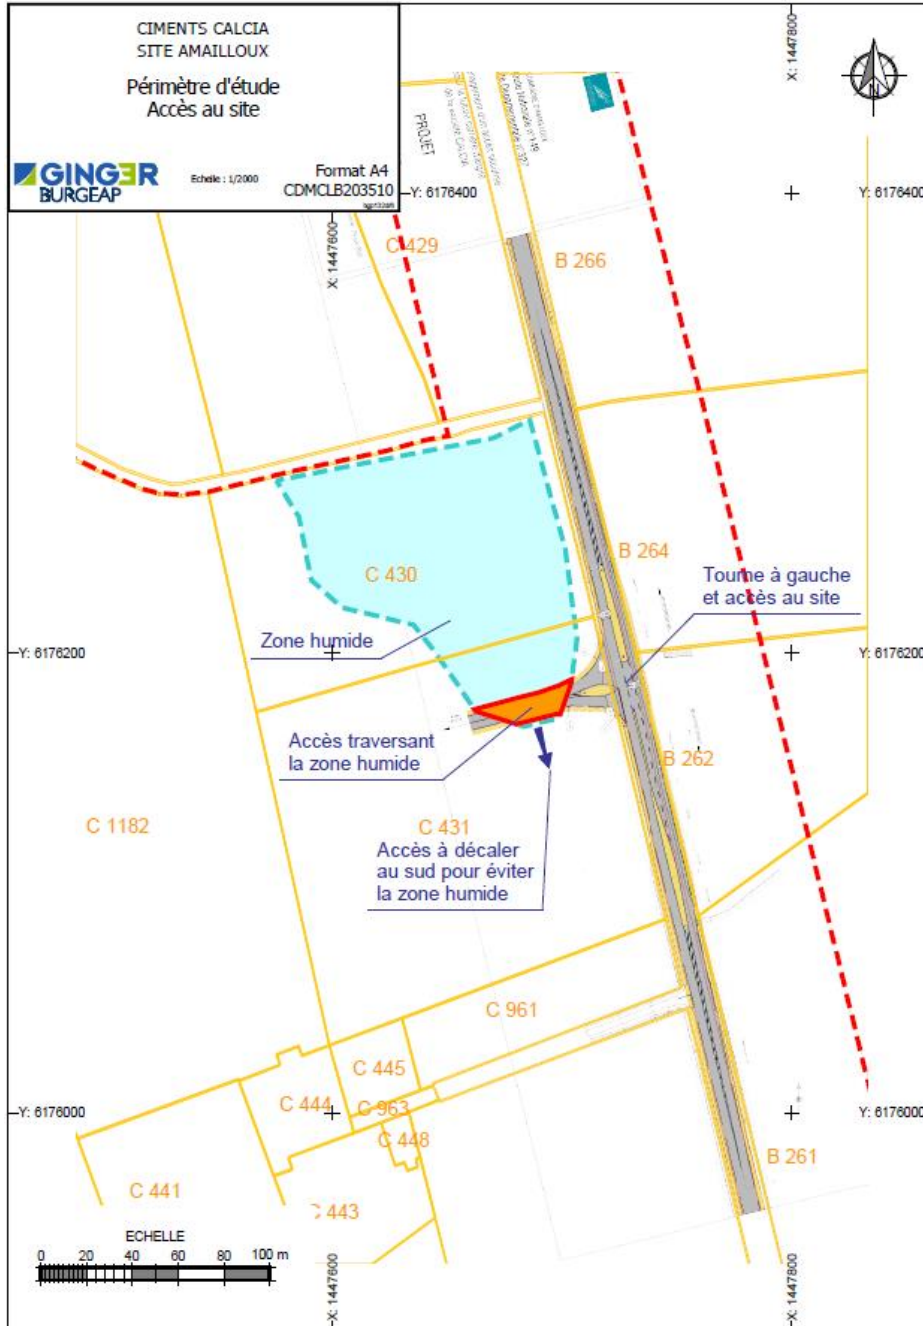 CIMENTS CALCIA
SITE AMAILLOUX
Périmètre d'étude
Accès au site
GINGER
BURGEAP
Echelle : 1/2000
Format A4
CDMCLB203510
X: 1447800
N
PROJET
Y: 6176400
Y: 6176400
X: 1447600
C 429
B 266
C 430
B 264
Tourne à gauche
et accès au site
Zone humide
Y: 6176200
Y: 6176200
Accès traversant
la zone humide
B 262
C 1182
C 431
Accès à décaler
au sud pour éviter
la zone humide
C 961
C 445
C 444
C 963
C 448
Y: 6176000
Y: 6176000
B 261
C 441
443
ECHELLE
0 20 40 60 80 100 m
X: 1447600
X: 1447800